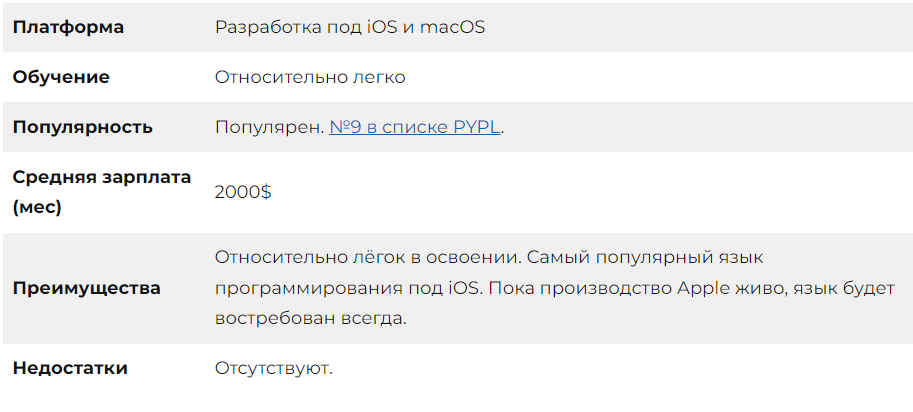 Платформа Разработка под iOS и macOS
Обучение Относительно легко
Популярность Популярен. №9 в списке PYPL.
Средняя зарплата
(мес)
2000$
Преимущества
Относительно лёгок в освоении. Самый популярный язык
программирования под iOS. Пока производство Apple живо, язык будет
востребован всегда.
Недостатки Отсутствуют.